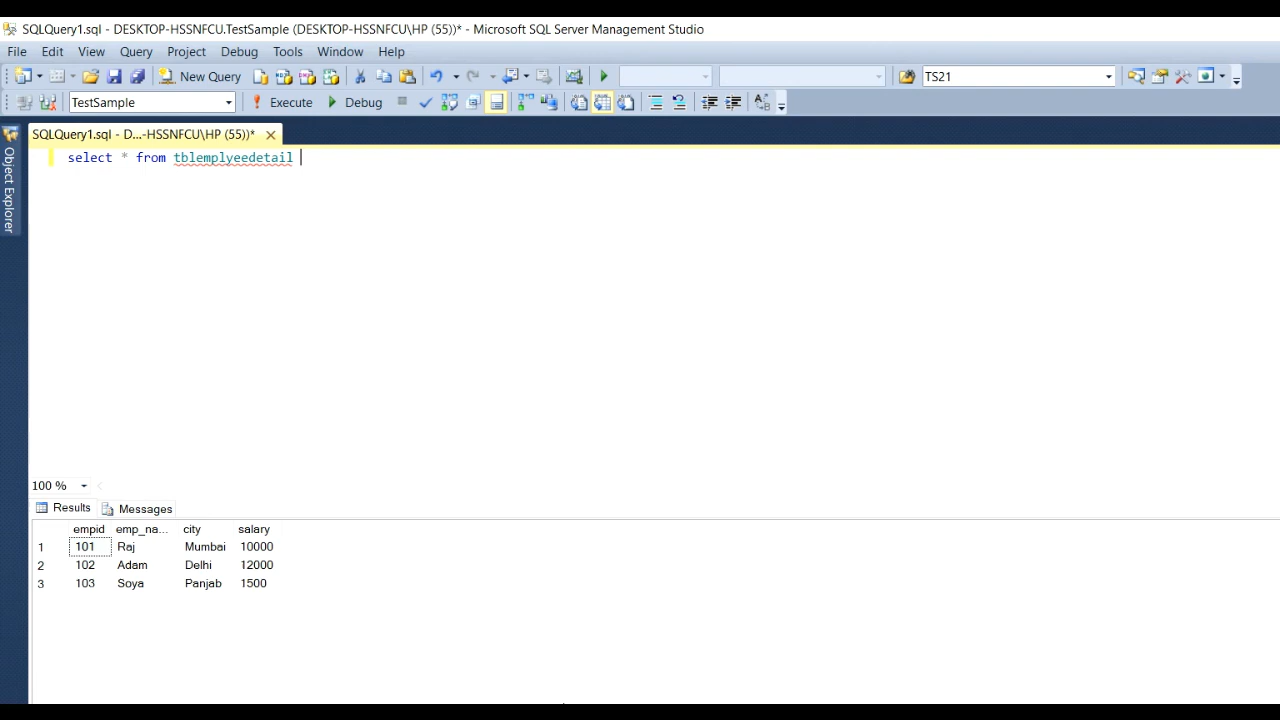 SQLQuery1.sql - DESKTOP-HSSNFCU.TestSample (DESKTOP-HSSNFCU\HP (55))* - Microsoft SQL Server Management Studio
File Edit View Query Project Debug Tools Window Help
New Query TS21
TestSample Execute Debug
SQLQuery1.sql - D...-HSSNFCU\HP (55))*
Object Explorer
select * from tblemplyeedetail
100 %
Results Messages
empid emp_na... city salary
1 101 Raj Mumbai 10000
2 102 Adam Delhi 12000
3 103 Soya Panjab 1500